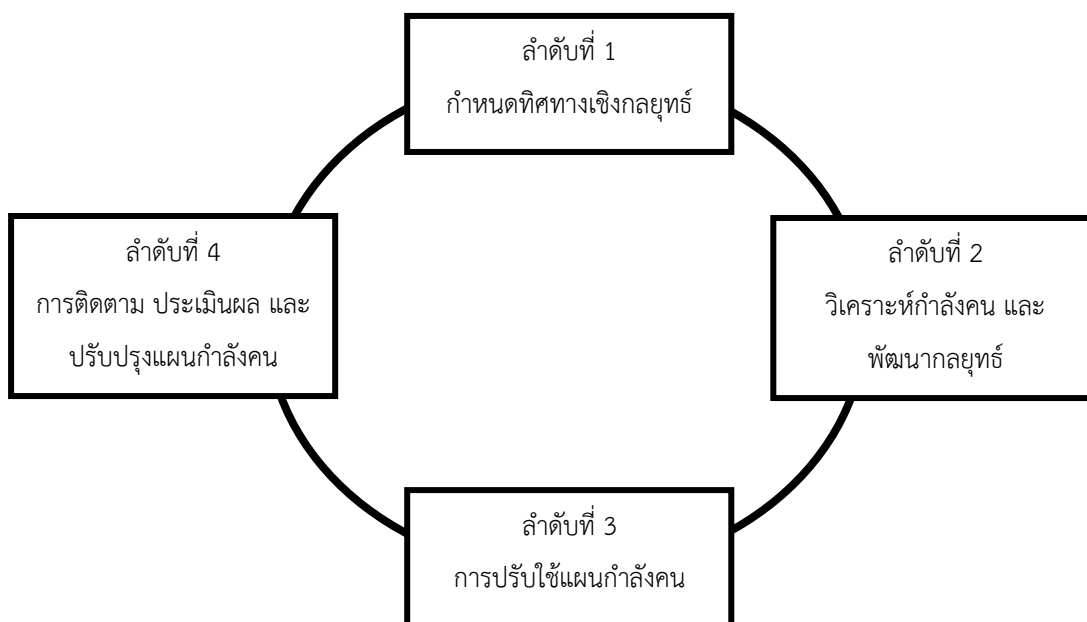 ลำดับที่ 1
กำหนดทิศทางเชิงกลยุทธ์
ลำดับที่ 2
วิเคราะห์กำลังคน และ
พัฒนากลยุทธ์
ลำดับที่ 3
การปรับใช้แผนกำลังคน
ลำดับที่ 4
การติดตาม ประเมินผล และ
ปรับปรุงแผนกำลังคน